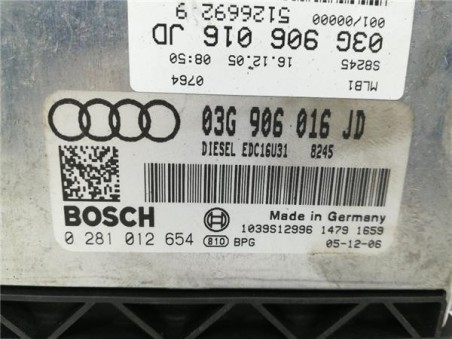 MLB1 0764
S8245 16.12.05 08:50
03G 906 016 JD
001/00000
5126692 9
03G 906 016 JD
DIESEL EDC16U31 8245
BOSCH
Made in Germany
1039S12996 1479 1659
0 281 012 654 810 BPG 05-12-06